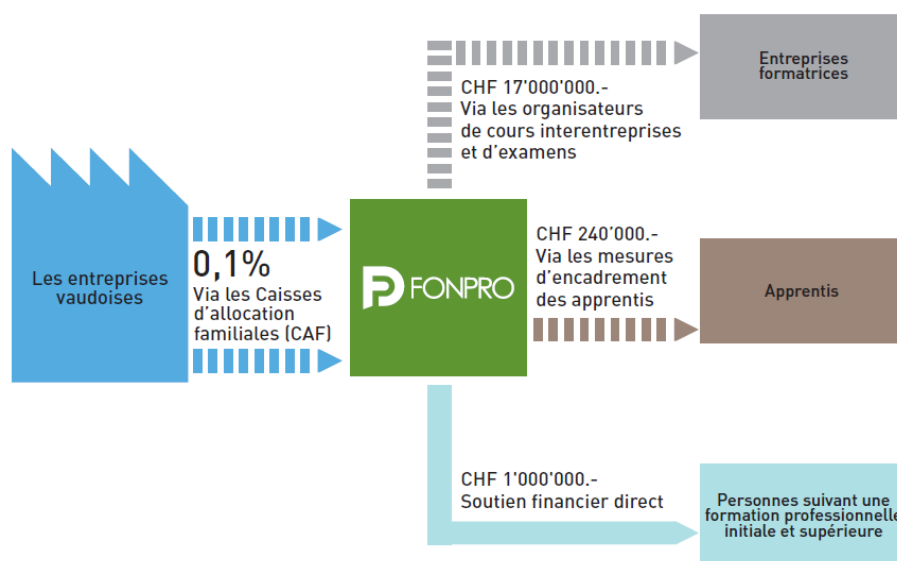 Les entreprises
vaudoises
0,1%
Via les Caisses
d'allocation
familiales (CAF)
FONPRO
CHF 17'000'000.-
Via les organisateurs
de cours interentreprises
et d'examens
Entreprises
formatrices
CHF 240'000.-
Via les mesures
d'encadrement
des apprentis
Apprentis
CHF 1'000'000.-
Soutien financier direct
Personnes suivant une
formation professionnelle
initiale et supérieure